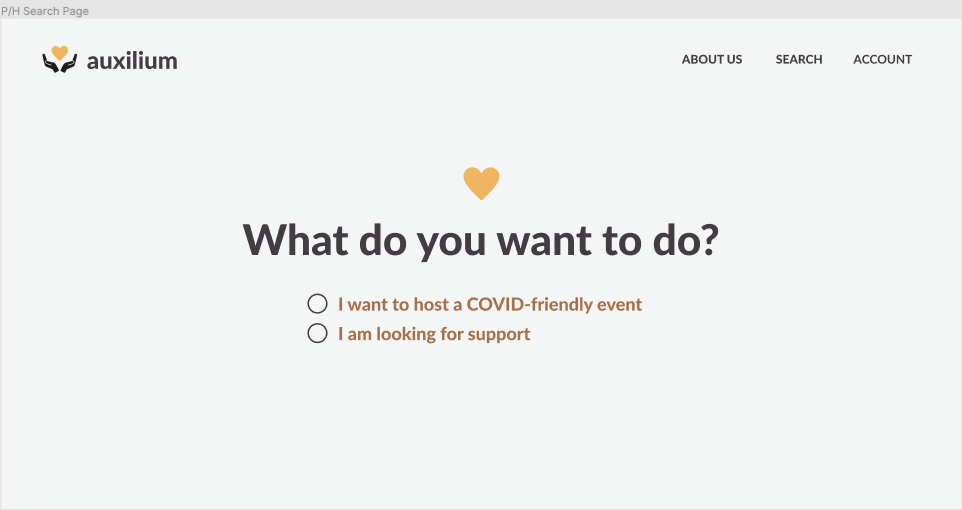 P/H Search Page
auxilium
ABOUT US
SEARCH
ACCOUNT
What do you want to do?
I want to host a COVID-friendly event
I am looking for support